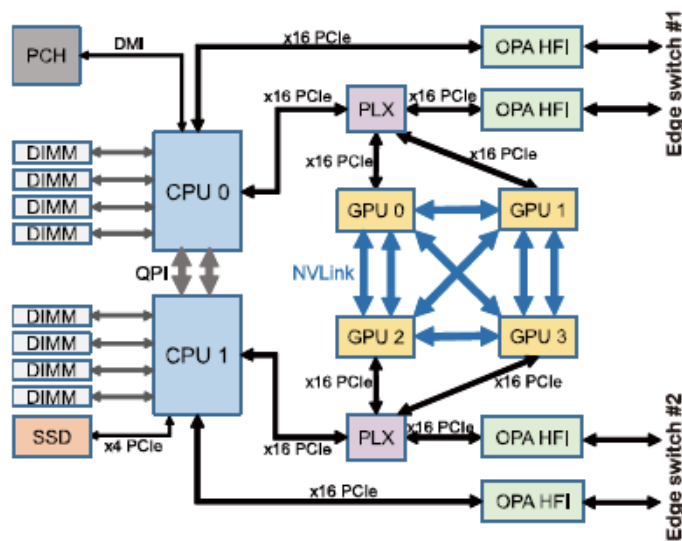 x16 PCIe
OPA HFI
Edge switch #1
PCH
DMI
x16 PCIe
PLX
x16 PCIe
OPA HFI
DIMM
DIMM
DIMM
DIMM
CPU 0
x16 PCIe
x16 PCIe
GPU 0
GPU 1
QPI
NVLink
DIMM
DIMM
DIMM
DIMM
CPU 1
GPU 2
GPU 3
x16 PCIe
x16 PCIe
SSD
x4 PCIe
x16 PCIe
PLX
x16 PCIe
OPA HFI
Edge switch #2
x16 PCIe
OPA HFI